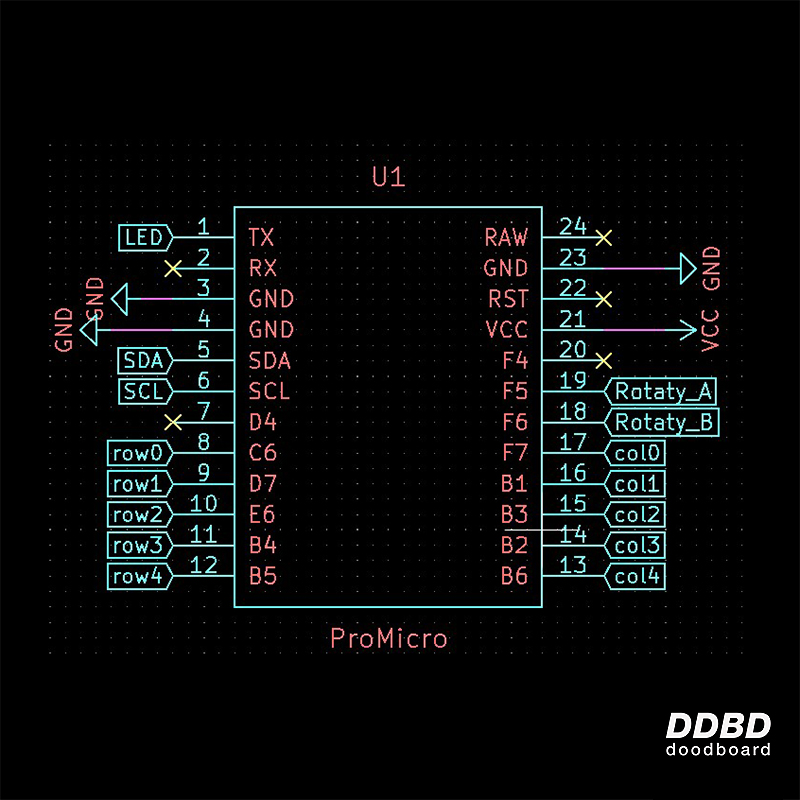 U1
LED 1 TX RAW 24
2 RX GND 23 GND
GND 3 GND RST 22
GND 4 GND VCC 21 VCC
SDA 5 SDA F4 20
SCL 6 SCL F5 19 Rotaty_A
7 D4 F6 18 Rotaty_B
row0 8 C6 F7 17 col0
row1 9 D7 B1 16 col1
row2 10 E6 B3 15 col2
row3 11 B4 B2 14 col3
row4 12 B5 B6 13 col4
ProMicro
DDBD
doodboard